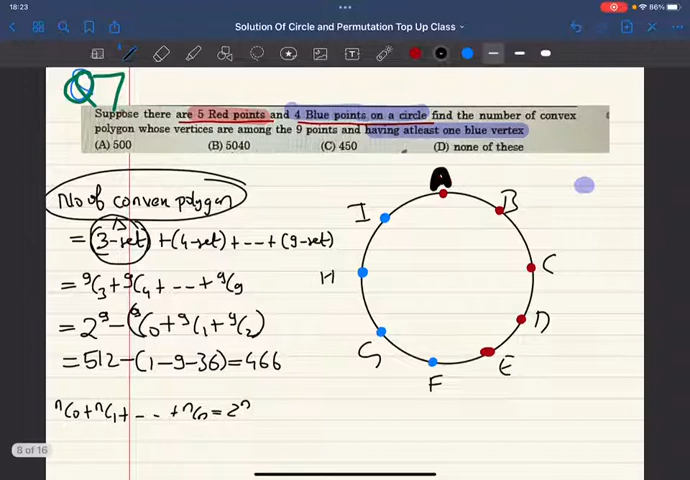 18:23
86%
Solution Of Circle and Permutation Top Up Class
Q7
Suppose there are 5 Red points and 4 Blue points on a circle find the number of convex
polygon whose vertices are among the 9 points and having atleast one blue vertex
(A) 500 (B) 5040 (C) 450 (D) none of these
No of convex polygon
= (3-set) + (4-set) + --- + (9-set)
= ⁹C₃ + ⁹C₄ + --- + ⁹C₉
= 2⁹ - (⁹C₀ + ⁹C₁ + ⁹C₂)
= 512 - (1 - 9 - 36) = 466
ⁿC₀ + ⁿC₁ + --- + ⁿCₙ = 2ⁿ
A
B
C
D
E
F
G
H
I
8 of 16